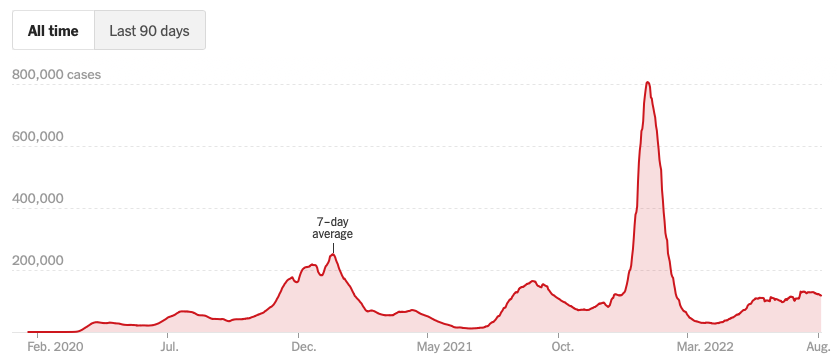 All time
Last 90 days
800,000 cases
600,000
400,000
200,000
7–day
average
Feb. 2020
Jul.
Dec.
May 2021
Oct.
Mar. 2022
Aug.